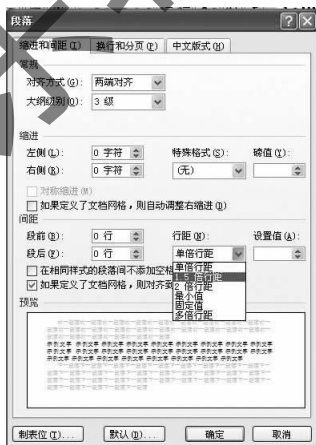 段落
缩进和间距(I) 换行和分页(P) 中文版式(H)
常规
对齐方式(G): 两端对齐
大纲级别(O): 3 级
缩进
左侧(L): 0 字符 特殊格式(S): 磅值(Y):
右侧(R): 0 字符 (无)
对称缩进(M)
如果定义了文档网格，则自动调整右缩进(D)
间距
段前(B): 0 行 行距(N): 设置值(A):
段后(F): 0 行 单倍行距
在相同样式的段落间不添加空格
单倍行距
1.5 倍行距
如果定义了文档网格，则对齐到
2 倍行距
最小值
固定值
多倍行距
预览
制表位(T)... 默认(D)... 确定 取消